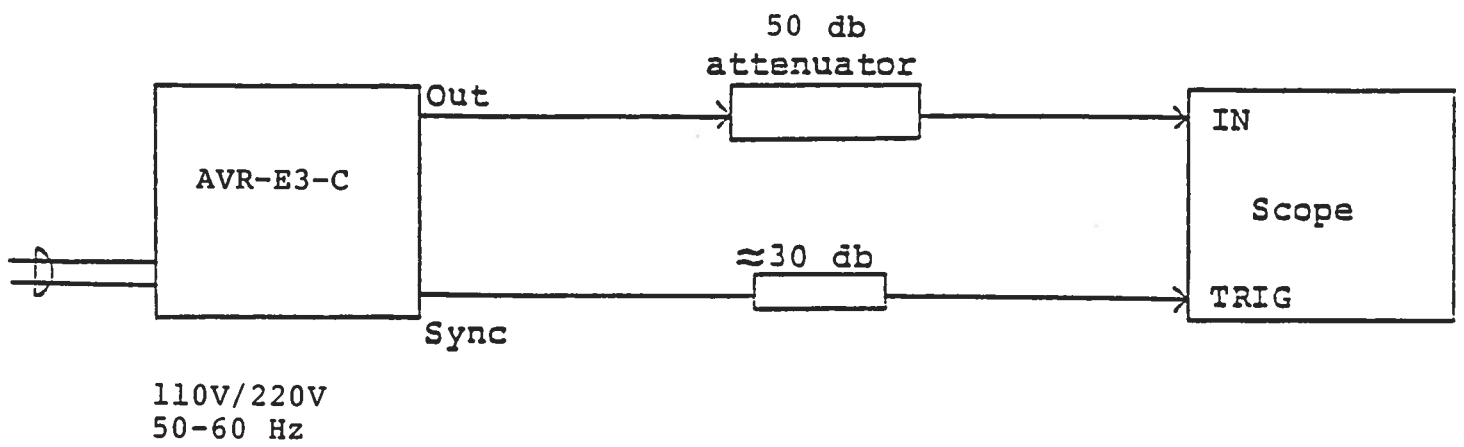 50 db
attenuator
Out
IN
AVR-E3-C
Scope
≈30 db
TRIG
Sync
110V/220V
50-60 Hz